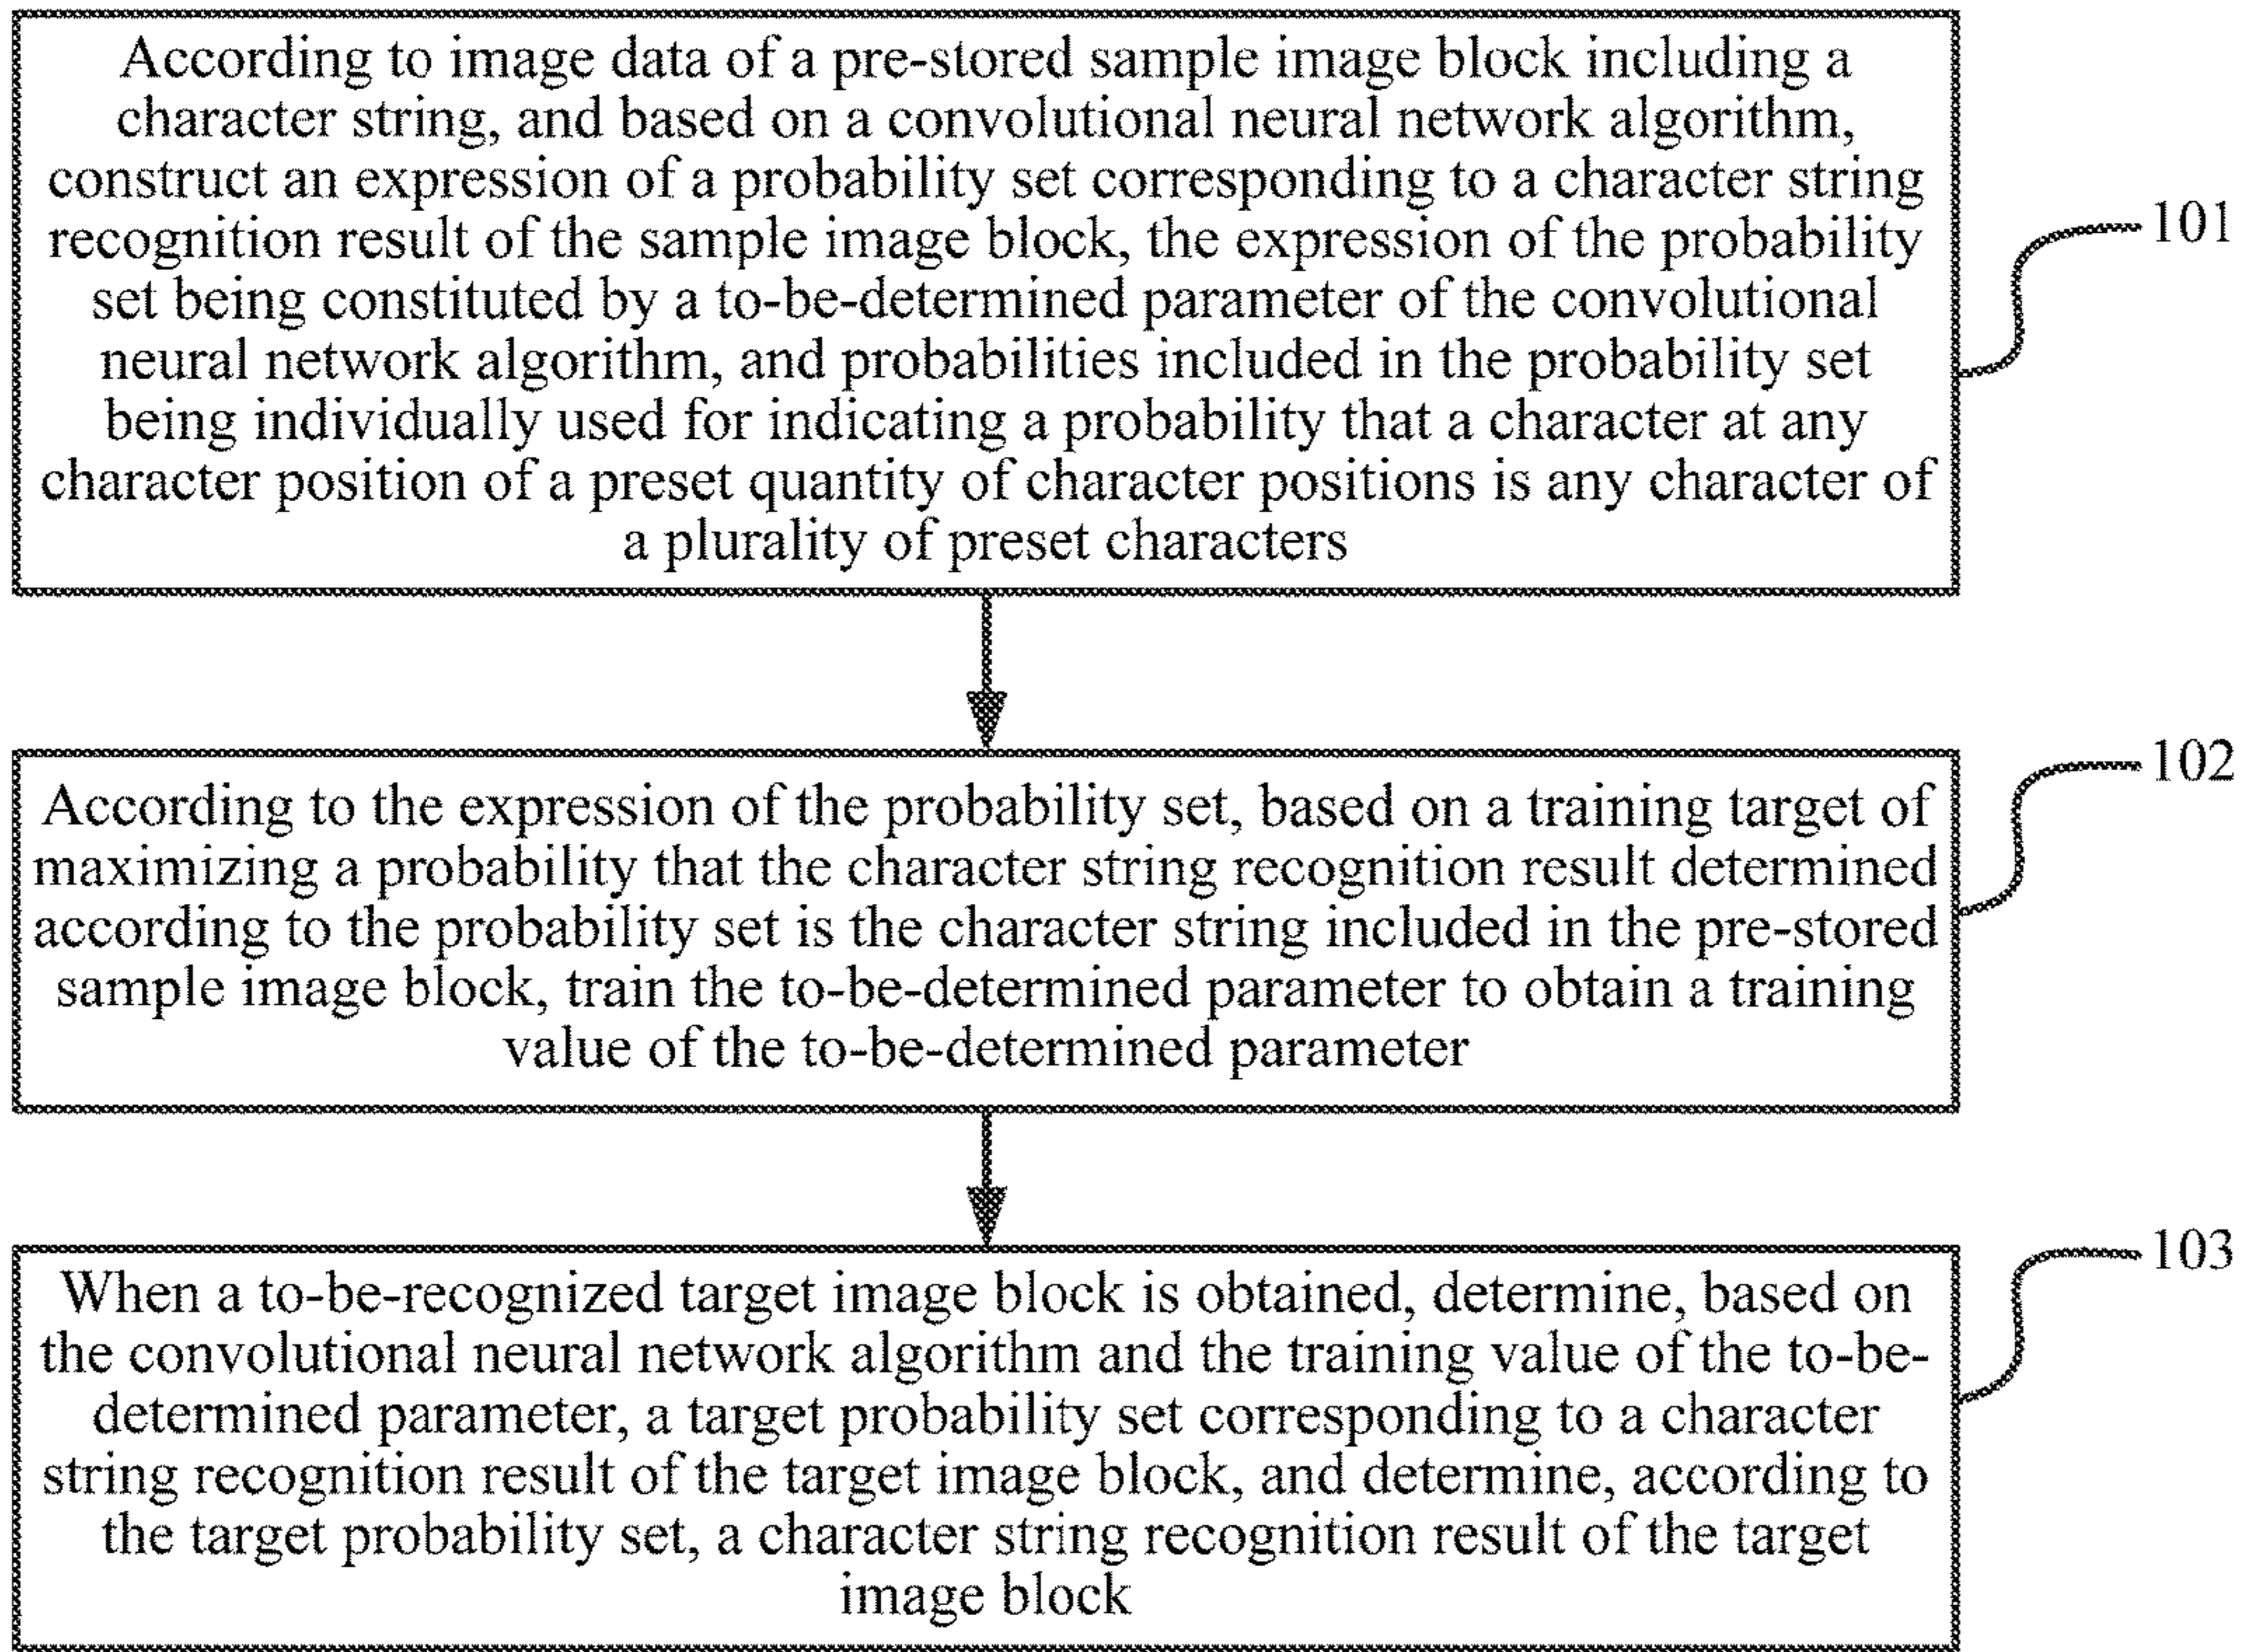 According to image data of a pre-stored sample image block including a
character string, and based on a convolutional neural network algorithm,
construct an expression of a probability set corresponding to a character string
recognition result of the sample image block, the expression of the probability
set being constituted by a to-be-determined parameter of the convolutional
neural network algorithm, and probabilities included in the probability set
being individually used for indicating a probability that a character at any
character position of a preset quantity of character positions is any character of
a plurality of preset characters
101
According to the expression of the probability set, based on a training target of
maximizing a probability that the character string recognition result determined
according to the probability set is the character string included in the pre-stored
sample image block, train the to-be-determined parameter to obtain a training
value of the to-be-determined parameter
102
When a to-be-recognized target image block is obtained, determine, based on
the convolutional neural network algorithm and the training value of the to-be-
determined parameter, a target probability set corresponding to a character
string recognition result of the target image block, and determine, according to
the target probability set, a character string recognition result of the target
image block
103